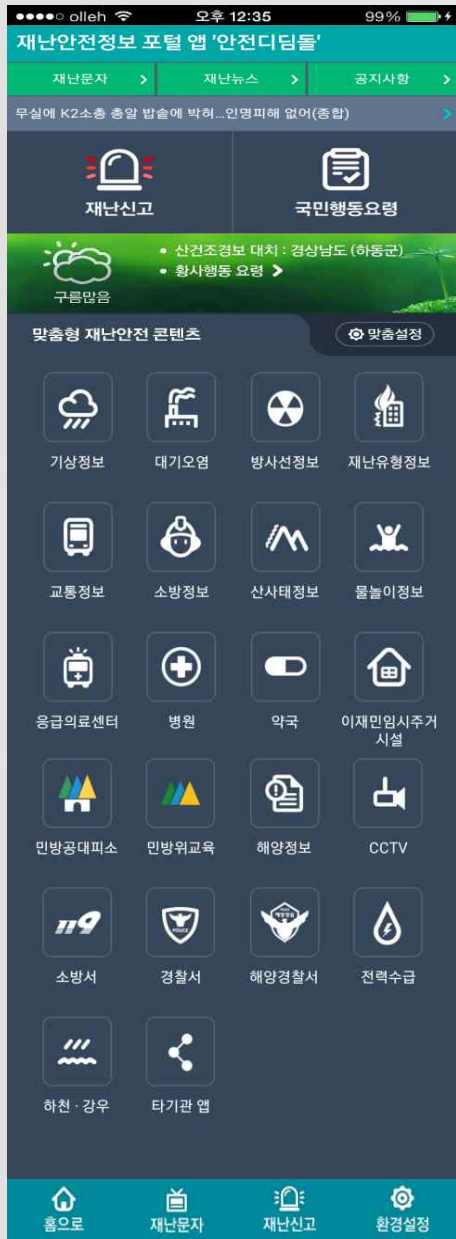 olleh 오후 12:35 99%
재난안전정보 포털 앱 '안전디딤돌'
재난문자 재난뉴스 공지사항
무실에 K2소총 총알 밥솥에 박혀...인명피해 없어(종합)
재난신고 국민행동요령
• 산건조경보 대치 : 경상남도 (하동군)
• 황사행동 요령
구름많음
맞춤형 재난안전 콘텐츠 맞춤설정
기상정보 대기오염 방사선정보 재난유형정보
교통정보 소방정보 산사태정보 물놀이정보
응급의료센터 병원 약국 이재민임시주거
시설
민방공대피소 민방위교육 해양정보 CCTV
119 POLICE
소방서 경찰서 해양경찰서 전력수급
하천 · 강우 타기관 앱
홈으로 재난문자 재난신고 환경설정